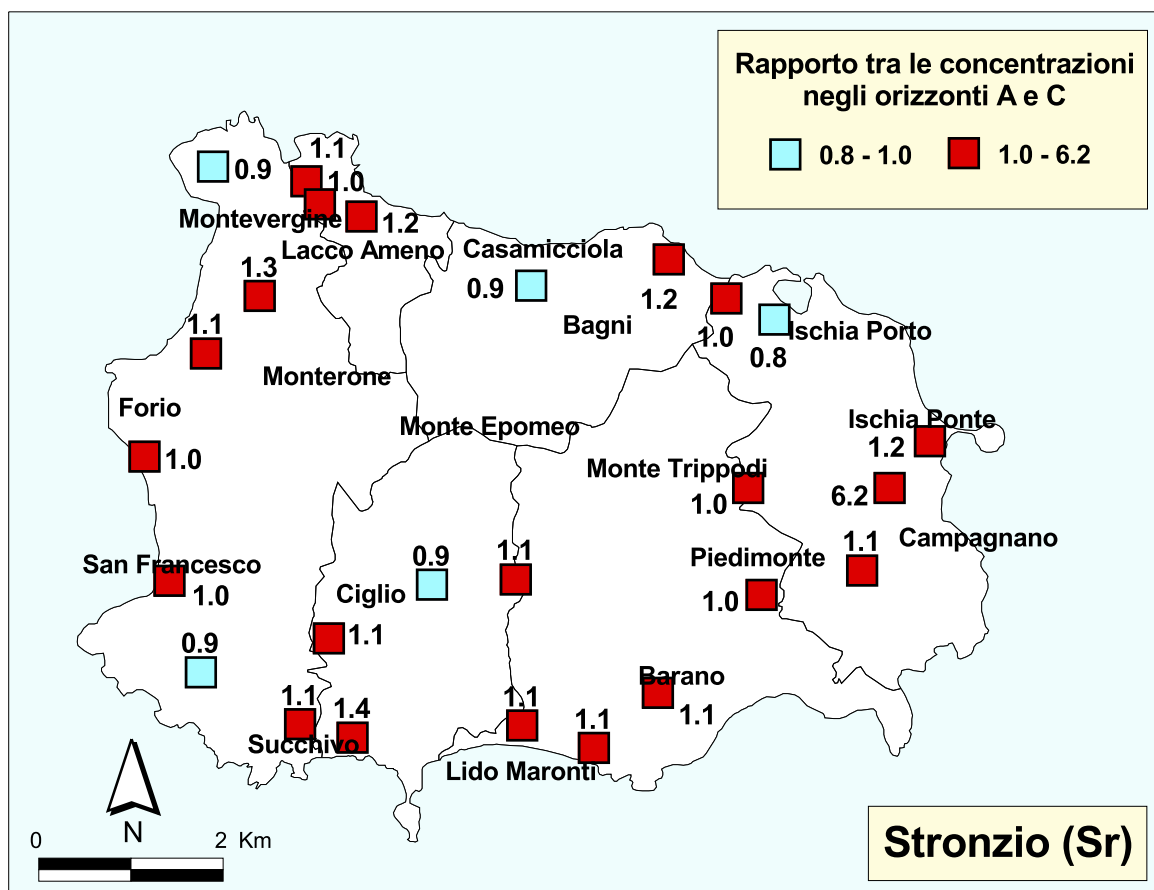 Rapporto tra le concentrazioni
negli orizzonti A e C
0.8 - 1.0
1.0 - 6.2
1.1
0.9
1.0
Montevergine
1.2
Lacco Ameno
Casamicciola
1.3
0.9
1.2
Bagni
1.0
Ischia Porto
0.8
1.1
Monterone
Forio
Monte Epomeo
Ischia Ponte
1.2
1.0
Monte Trippodi
1.0
6.2
Campagnano
1.1
San Francesco
1.0
0.9
Ciglio
1.1
Piedimonte
1.0
1.1
0.9
Barano
1.1
1.1
1.4
Succhivo
1.1
1.1
Lido Maronti
N
0
2 Km
Stronzio (Sr)